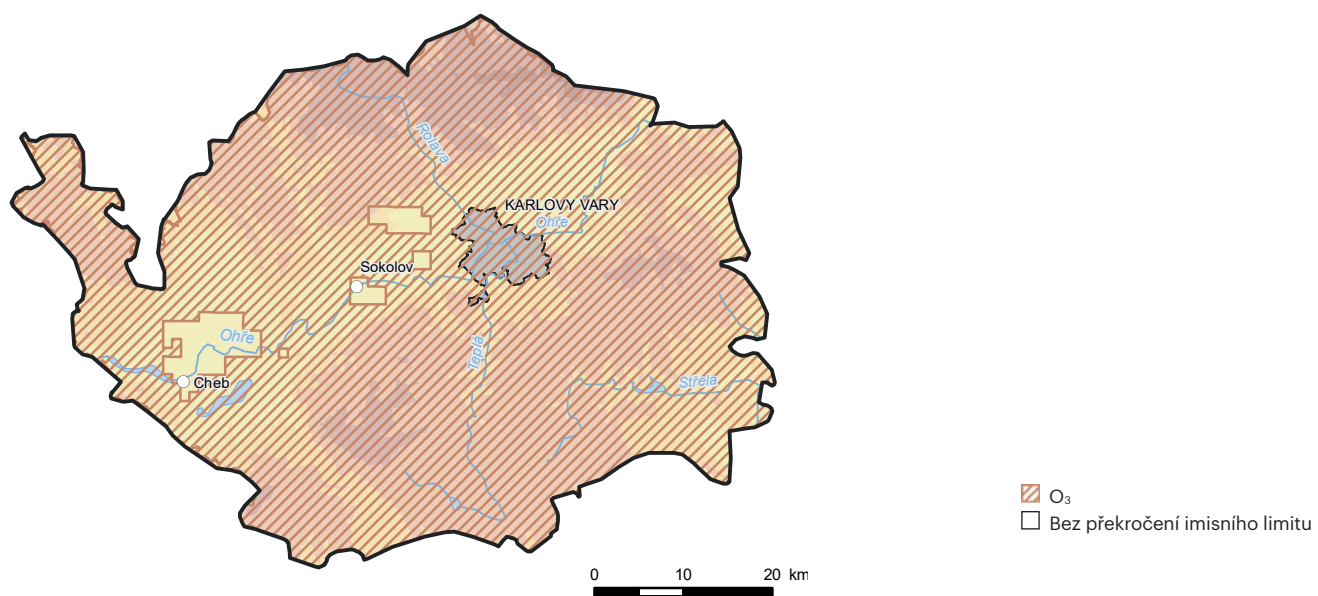 Rolava
KARLOVY VARY
Ohře
Sokolov
Ohře
Teplá
Cheb
Střela
O₃
Bez překročení imisního limitu
0 10 20 km